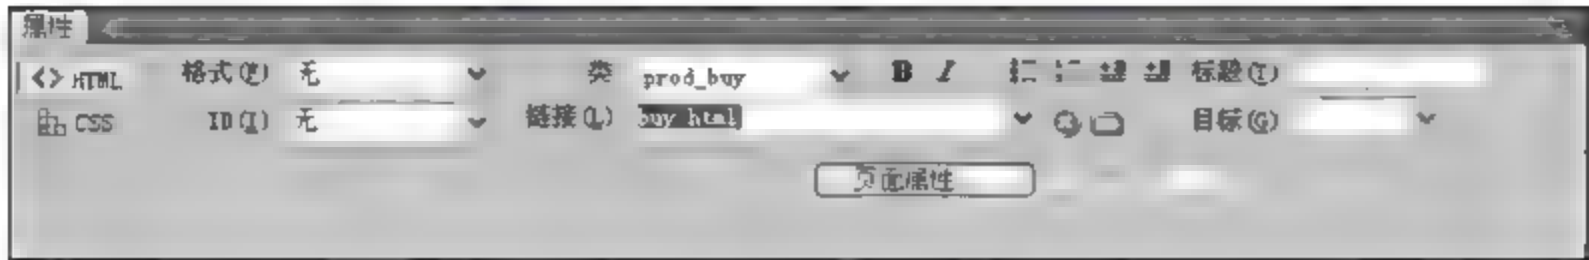 属性
<> HTML 格式(F) 无 类 prod_buy B I 标题(T)
CSS ID(I) 无 链接(L) buy html 目标(G)
页面属性